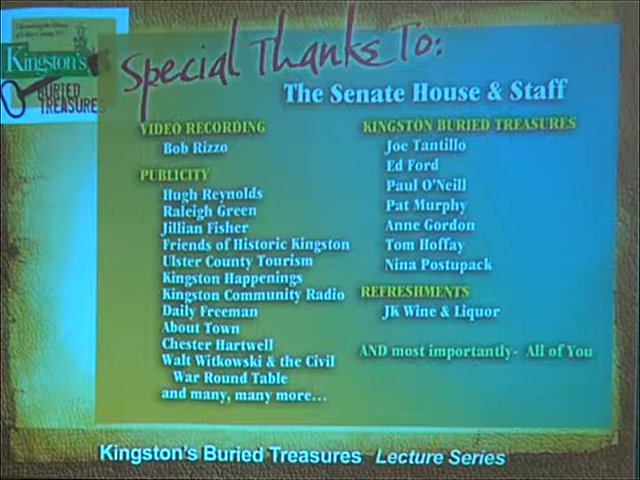 Kingston's
BURIED
TREASURES
Special Thanks To:
The Senate House & Staff
VIDEO RECORDING
Bob Rizzo
PUBLICITY
Hugh Reynolds
Raleigh Green
Jillian Fisher
Friends of Historic Kingston
Ulster County Tourism
Kingston Happenings
Kingston Community Radio
Daily Freeman
About Town
Chester Hartwell
Walt Witkowski & the Civil
War Round Table
and many, many more...
KINGSTON BURIED TREASURES
Joe Tantillo
Ed Ford
Paul O'Neill
Pat Murphy
Anne Gordon
Tom Hoffay
Nina Postupack
REFRESHMENTS
JK Wine & Liquor
AND most importantly- All of You
Kingston's Buried Treasures Lecture Series